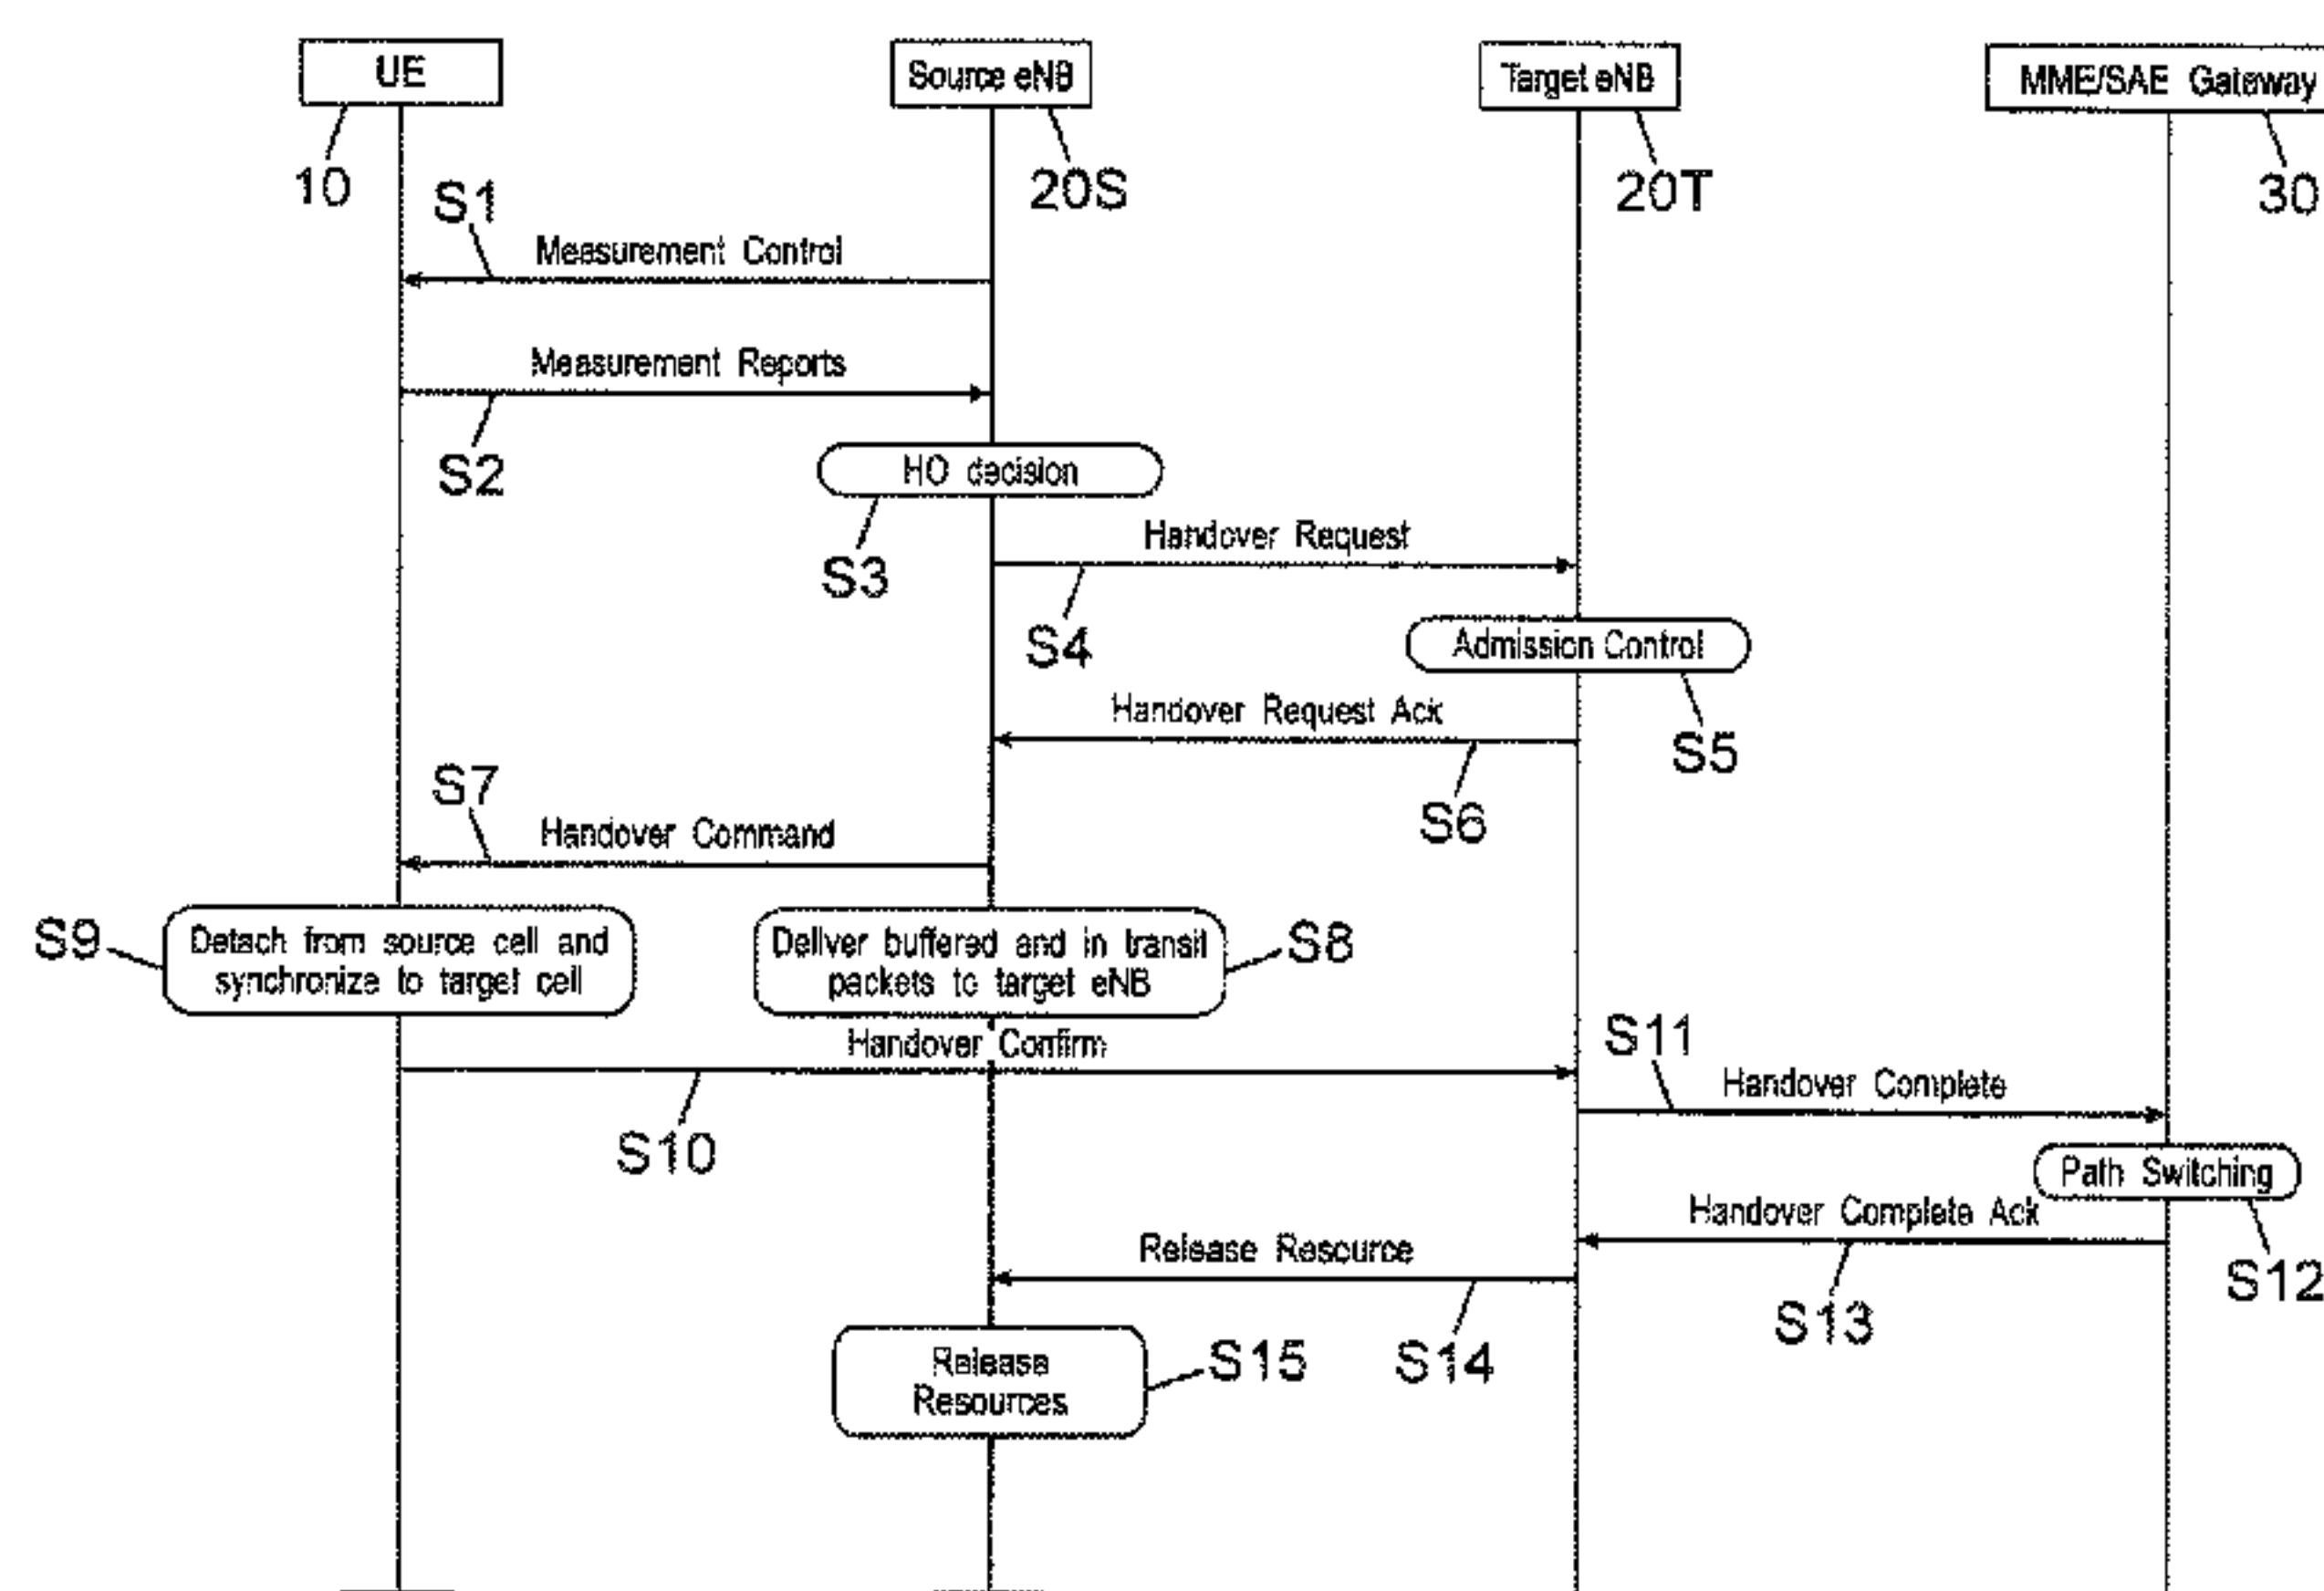 UE
Source eNB
Target eNB
MME/SAE Gateway
10
20S
20T
30
S1
Measurement Control
Measurement Reports
S2
HO decision
S3
Handover Request
S4
Admission Control
S5
Handover Request Ack
S6
S7
Handover Command
S9
Detach from source cell and
synchronize to target cell
Deliver buffered and in transit
packets to target eNB
S8
Handover Confirm
S10
S11
Handover Complete
Path Switching
S12
Handover Complete Ack
S13
Release Resource
S14
Release
Resources
S15